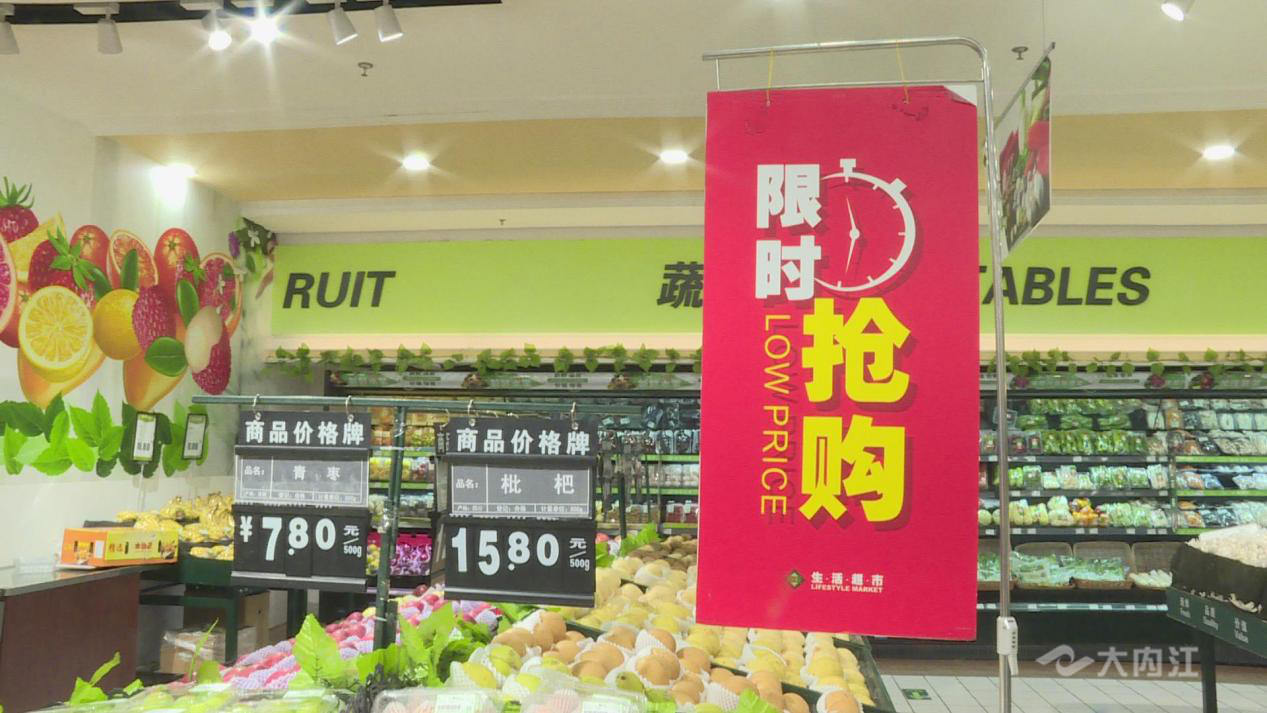 RUIT
蔬
TABLES
限
时
抢
购
LOW PRICE
生·活·超·市
LIFESTYLE MARKET
商品价格牌
品名： 青 枣
¥7.80 元/500g
商品价格牌
品名： 枇 杷
15.80 元/500g
大内江